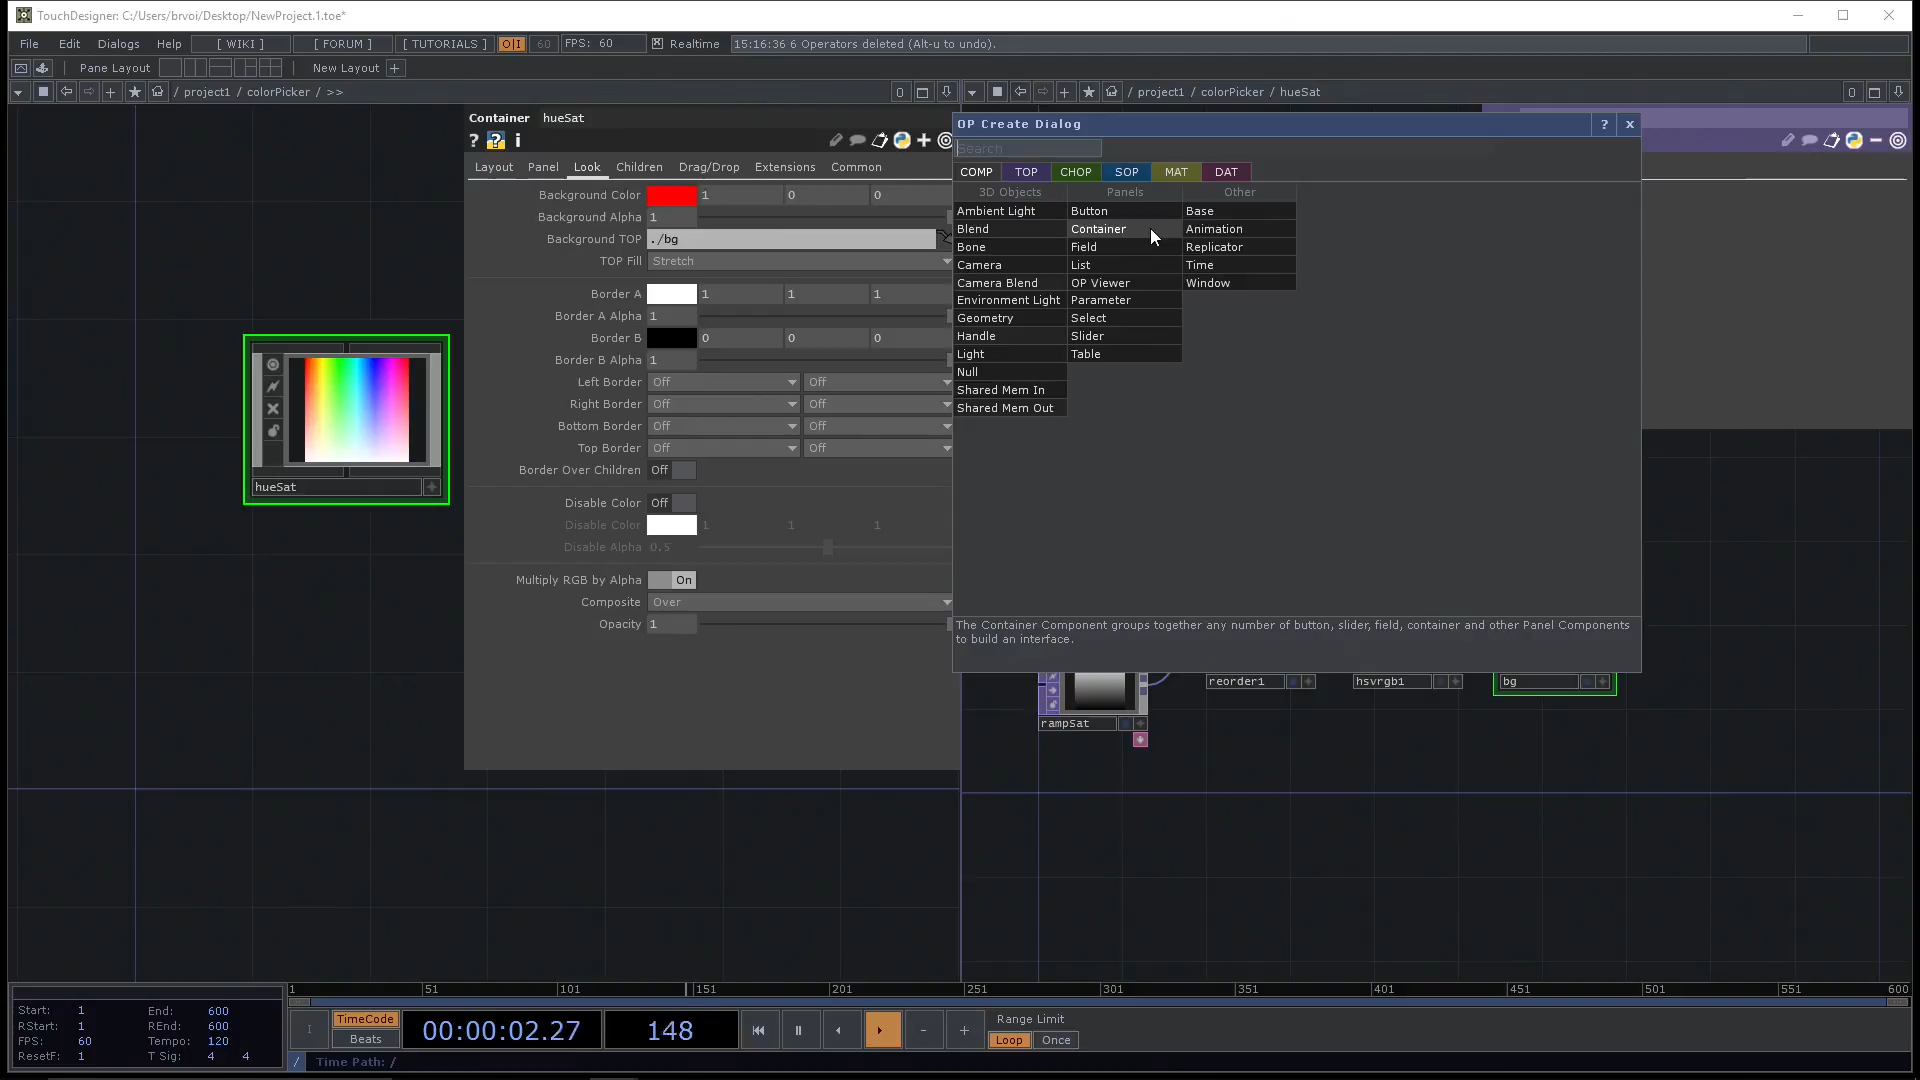 TouchDesigner: C:/Users/brvoi/Desktop/NewProject.1.toe*
File Edit Dialogs Help [ WIKI ] [ FORUM ] [ TUTORIALS ] O|I 60 FPS: 60 Realtime 15:16:36 6 Operators deleted (Alt-u to undo).
Pane Layout New Layout +
/ project1 / colorPicker / >> 0 / project1 / colorPicker / hueSat 0
Container hueSat
OP Create Dialog ? x
Search
Layout Panel Look Children Drag/Drop Extensions Common
COMP TOP CHOP SOP MAT DAT
3D Objects Panels Other
Background Color 1 0 0
Background Alpha 1
Background TOP ./bg
TOP Fill Stretch
Border A 1 1 1
Border A Alpha 1
Border B 0 0 0
Border B Alpha 1
Left Border Off Off
Right Border Off Off
Bottom Border Off Off
Top Border Off Off
Border Over Children Off
Disable Color Off
Disable Color 1 1 1
Disable Alpha 0.5
Multiply RGB by Alpha On
Composite Over
Opacity 1
Ambient Light Button Base
Blend Container Animation
Bone Field Replicator
Camera List Time
Camera Blend OP Viewer Window
Environment Light Parameter
Geometry Select
Handle Slider
Light Table
Null
Shared Mem In
Shared Mem Out
The Container Component groups together any number of button, slider, field, container and other Panel Components
to build an interface.
hueSat
reorder1 hsvrgb1 bg
rampSat
1 51 101 151 201 251 301 351 401 451 501 551 600
Start: 1 End: 600
RStart: 1 REnd: 600
FPS: 60 Tempo: 120
ResetF: 1 T Sig: 4 4
TimeCode
Beats
00:00:02.27 148
Range Limit
Loop Once
/ Time Path: /